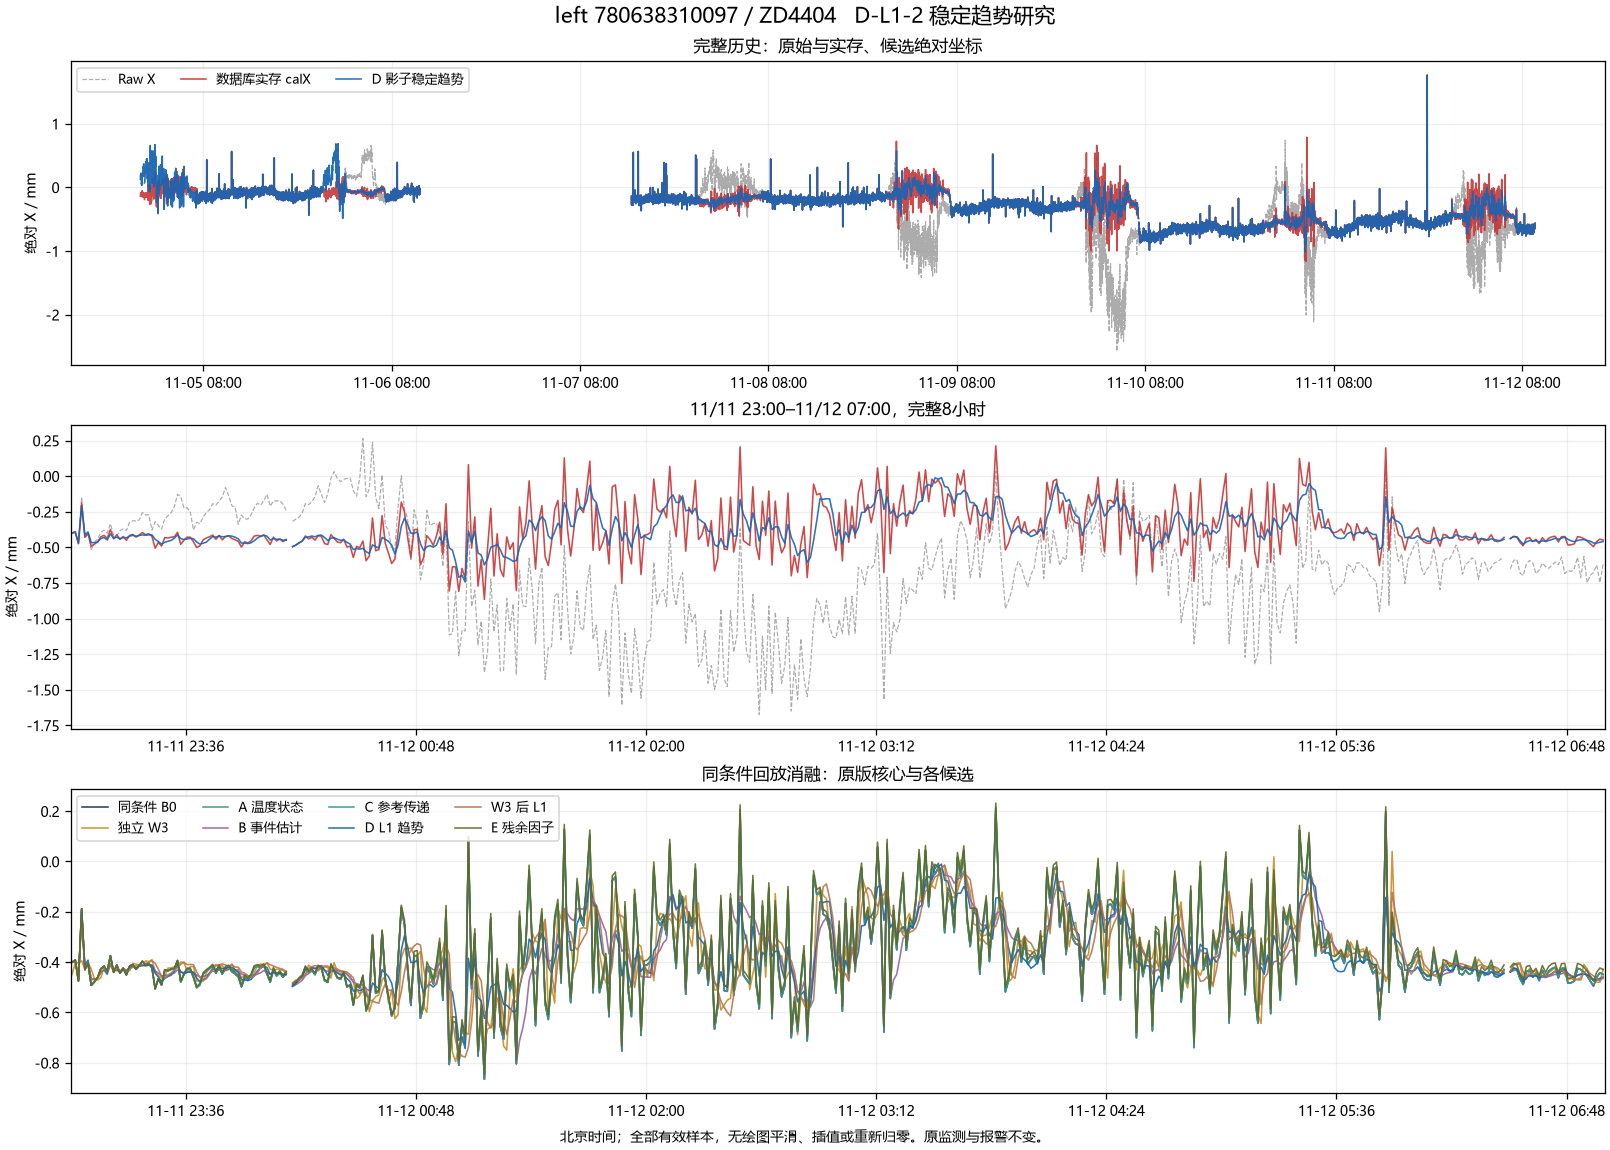 left 780638310097 / ZD4404   D-L1-2 稳定趋势研究
完整历史：原始与实存、候选绝对坐标
Raw X   数据库实存 calX   D 影子稳定趋势
绝对 X / mm
1
0
-1
-2
11-05 08:00   11-06 08:00   11-07 08:00   11-08 08:00   11-09 08:00   11-10 08:00   11-11 08:00   11-12 08:00
11/11 23:00–11/12 07:00，完整8小时
绝对 X / mm
0.25
0.00
-0.25
-0.50
-0.75
-1.00
-1.25
-1.50
-1.75
11-11 23:36   11-12 00:48   11-12 02:00   11-12 03:12   11-12 04:24   11-12 05:36   11-12 06:48
同条件回放消融：原版核心与各候选
同条件 B0   A 温度状态   C 参考传递   W3 后 L1
独立 W3   B 事件估计   D L1 趋势   E 残余因子
绝对 X / mm
0.2
0.0
-0.2
-0.4
-0.6
-0.8
11-11 23:36   11-12 00:48   11-12 02:00   11-12 03:12   11-12 04:24   11-12 05:36   11-12 06:48
北京时间；全部有效样本，无绘图平滑、插值或重新归零。原监测与报警不变。